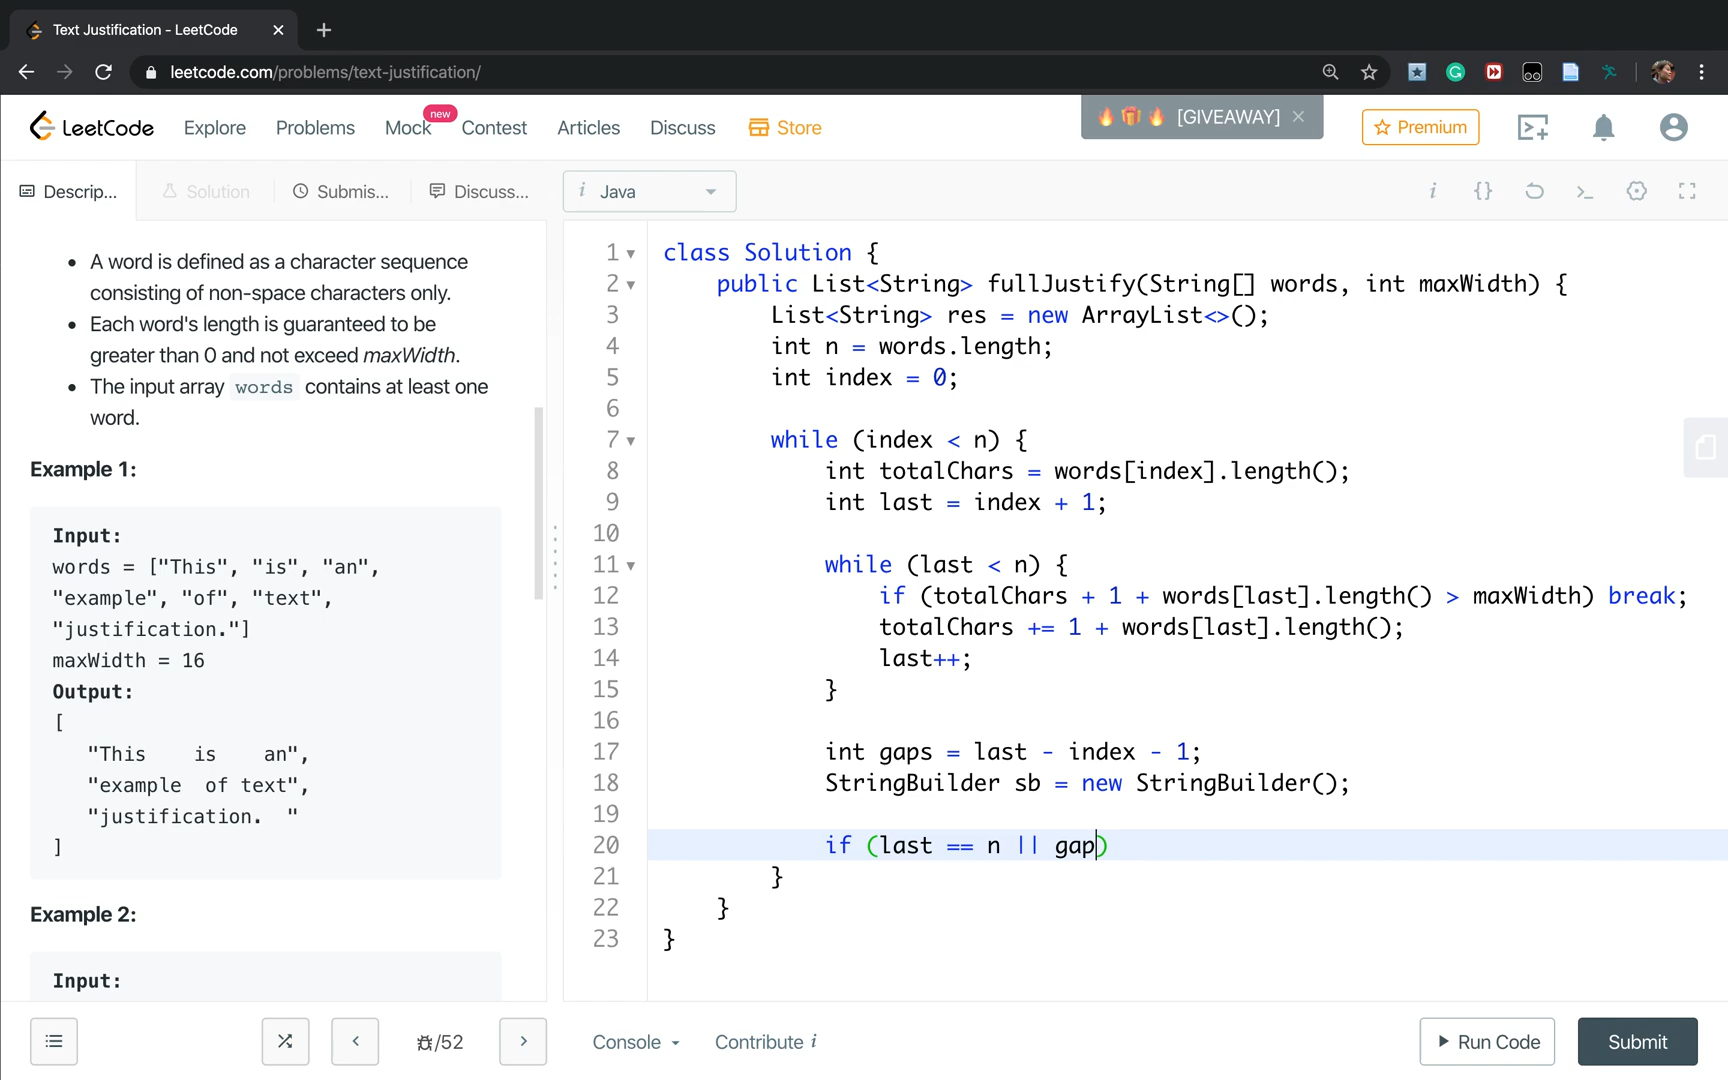 Text Justification - LeetCode
leetcode.com/problems/text-justification/
LeetCode
Explore
Problems
Mock
new
Contest
Articles
Discuss
Store
[GIVEAWAY]
Premium
Descrip...
Solution
Submis...
Discuss...
i Java
A word is defined as a character sequence
consisting of non-space characters only.
Each word's length is guaranteed to be
greater than 0 and not exceed maxWidth.
The input array words contains at least one
word.
Example 1:
Input:
words = ["This", "is", "an",
"example", "of", "text",
"justification."]
maxWidth = 16
Output:
[
"This    is    an",
"example  of text",
"justification.  "
]
Example 2:
Input:
1 class Solution {
2 public List<String> fullJustify(String[] words, int maxWidth) {
3 List<String> res = new ArrayList<>();
4 int n = words.length;
5 int index = 0;
6
7 while (index < n) {
8 int totalChars = words[index].length();
9 int last = index + 1;
10
11 while (last < n) {
12 if (totalChars + 1 + words[last].length() > maxWidth) break;
13 totalChars += 1 + words[last].length();
14 last++;
15 }
16
17 int gaps = last - index - 1;
18 StringBuilder sb = new StringBuilder();
19
20 if (last == n || gap)
21 }
22 }
23 }
/52
Console
Contribute i
Run Code
Submit